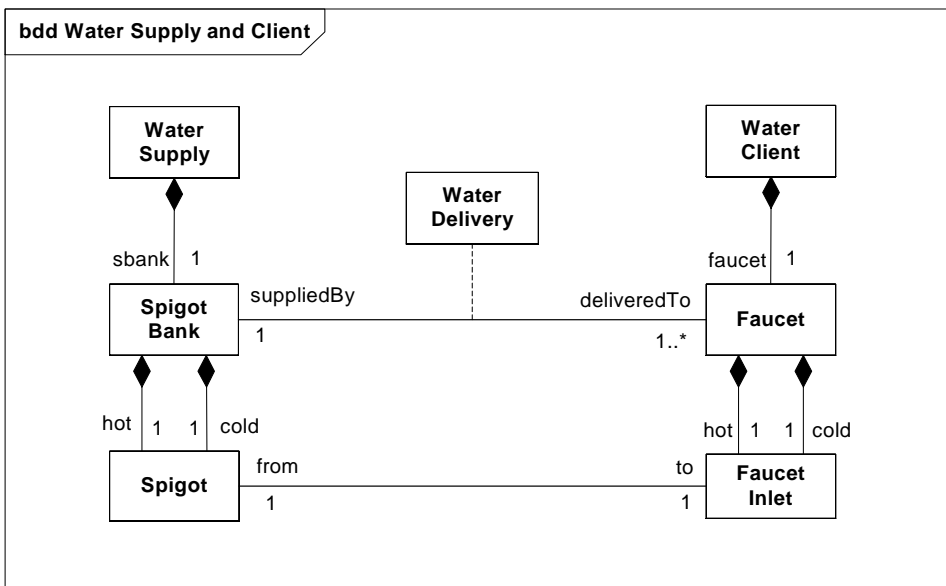 bdd Water Supply and Client
Water
Supply
Water
Client
Water
Delivery
sbank 1
faucet 1
Spigot
Bank
suppliedBy
1
deliveredTo
1..*
Faucet
hot 1 1 cold
hot 1 1 cold
Spigot
from
1
to
1
Faucet
Inlet